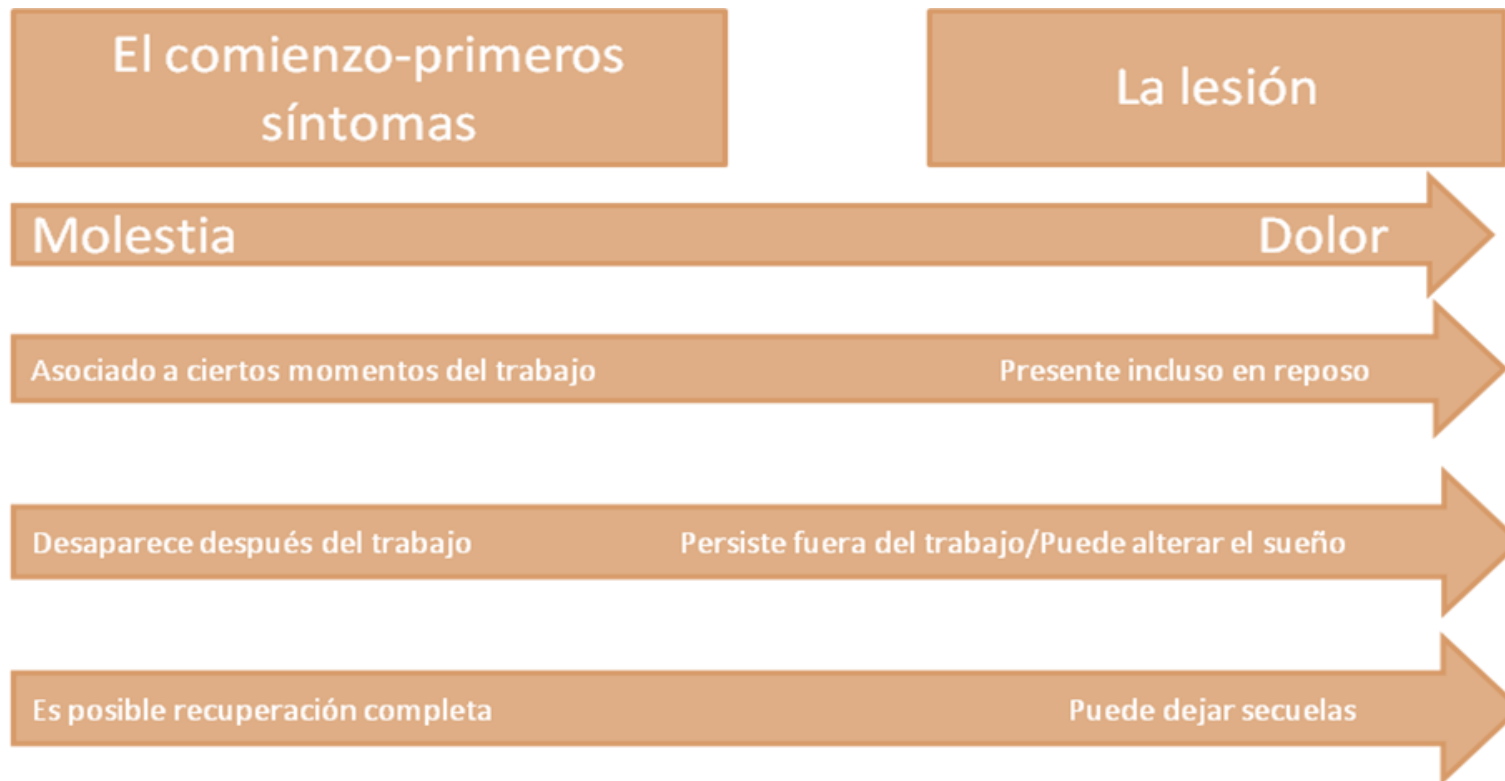 El comienzo-primeros
síntomas
La lesión
Molestia Dolor
Asociado a ciertos momentos del trabajo Presente incluso en reposo
Desaparece después del trabajo Persiste fuera del trabajo/Puede alterar el sueño
Es posible recuperación completa Puede dejar secuelas